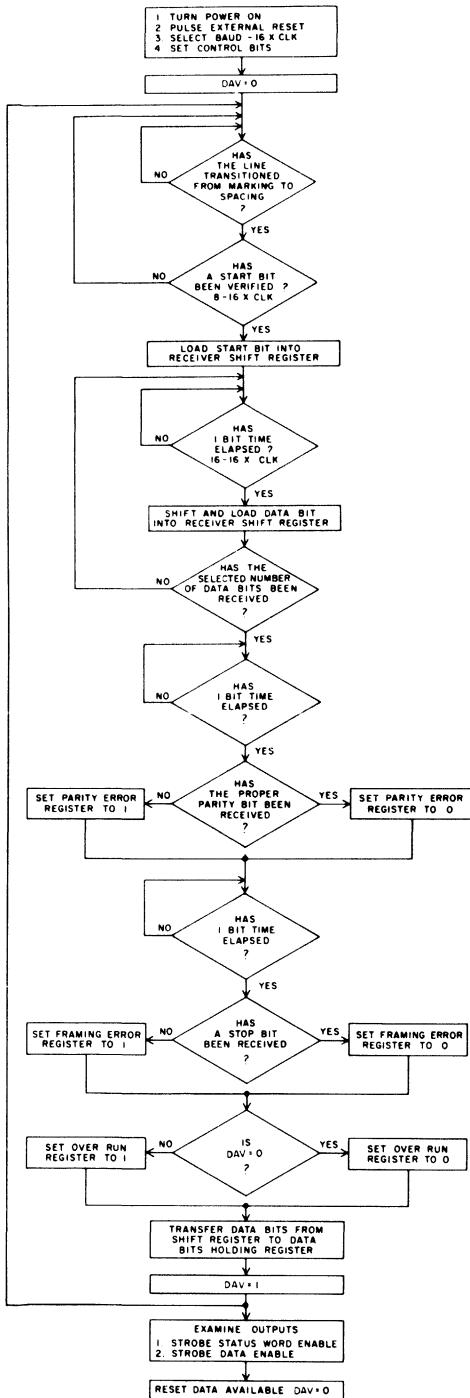 1 TURN POWER ON
2 PULSE EXTERNAL RESET
3 SELECT BAUD - 16 X CLK
4 SET CONTROL BITS
DAV = 0
HAS
THE LINE
TRANSITIONED
FROM MARKING TO
SPACING
?
NO
YES
HAS
A START BIT
BEEN VERIFIED ?
8-16 X CLK
NO
YES
LOAD START BIT INTO
RECEIVER SHIFT REGISTER
HAS
1 BIT TIME
ELAPSED ?
16-16 X CLK
NO
YES
SHIFT AND LOAD DATA BIT
INTO RECEIVER SHIFT REGISTER
HAS THE
SELECTED NUMBER
OF DATA BITS BEEN
RECEIVED
?
NO
YES
HAS
1 BIT TIME
ELAPSED
?
NO
YES
HAS
THE PROPER
PARITY BIT BEEN
RECEIVED
?
NO
YES
SET PARITY ERROR
REGISTER TO 1
SET PARITY ERROR
REGISTER TO 0
HAS
1 BIT TIME
ELAPSED
?
NO
YES
HAS
A STOP BIT
BEEN RECEIVED
?
NO
YES
SET FRAMING ERROR
REGISTER TO 1
SET FRAMING ERROR
REGISTER TO 0
IS
DAV = 0
?
NO
YES
SET OVER RUN
REGISTER TO 1
SET OVER RUN
REGISTER TO 0
TRANSFER DATA BITS FROM
SHIFT REGISTER TO DATA
BITS HOLDING REGISTER
DAV = 1
EXAMINE OUTPUTS
1. STROBE STATUS WORD ENABLE
2. STROBE DATA ENABLE
RESET DATA AVAILABLE DAV = 0